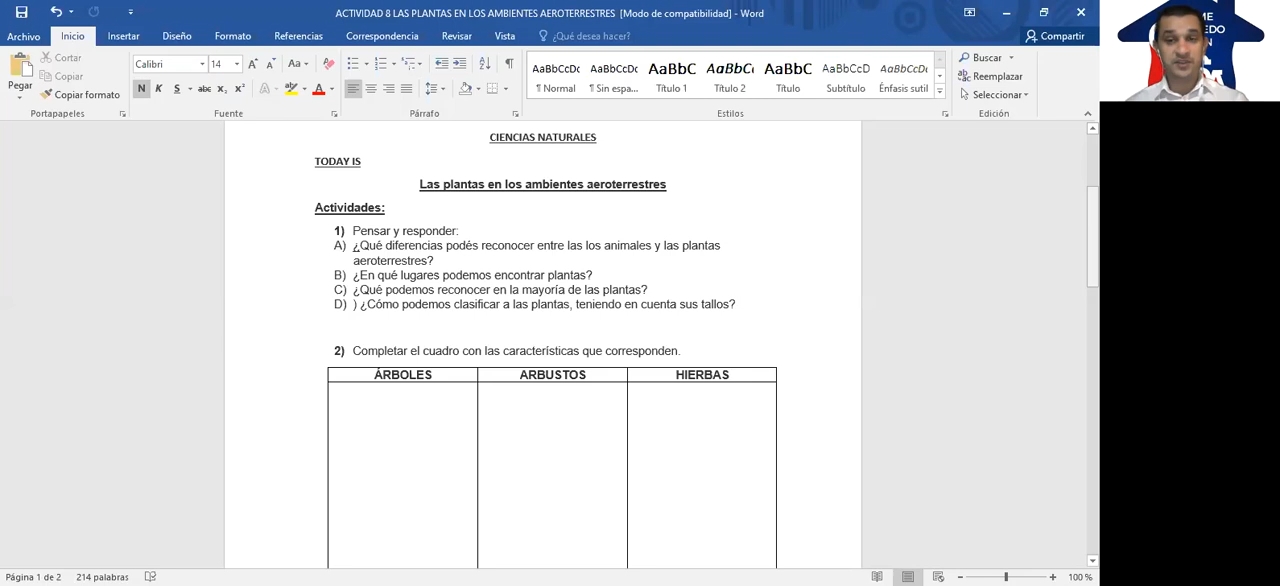 ACTIVIDAD 8 LAS PLANTAS EN LOS AMBIENTES AEROTERRESTRES [Modo de compatibilidad] - Word
Archivo Inicio Insertar Diseño Formato Referencias Correspondencia Revisar Vista ¿Qué desea hacer? Compartir
Pegar
Cortar
Copiar
Copiar formato
Portapapeles
Calibri 14
Fuente
Párrafo
AaBbCcDc AaBbCcDc AaBbC AaBbCc AaBbC AaBbCcD AaBbCcDc
¶ Normal ¶ Sin espa... Título 1 Título 2 Título Subtítulo Énfasis sutil
Estilos
Buscar
Reemplazar
Seleccionar
Edición
CIENCIAS NATURALES
TODAY IS
Las plantas en los ambientes aeroterrestres
Actividades:
1) Pensar y responder:
A) ¿Qué diferencias podés reconocer entre las los animales y las plantas
aeroterrestres?
B) ¿En qué lugares podemos encontrar plantas?
C) ¿Qué podemos reconocer en la mayoría de las plantas?
D) ) ¿Cómo podemos clasificar a las plantas, teniendo en cuenta sus tallos?
2) Completar el cuadro con las características que corresponden.
ÁRBOLES ARBUSTOS HIERBAS
Página 1 de 2 214 palabras 100 %